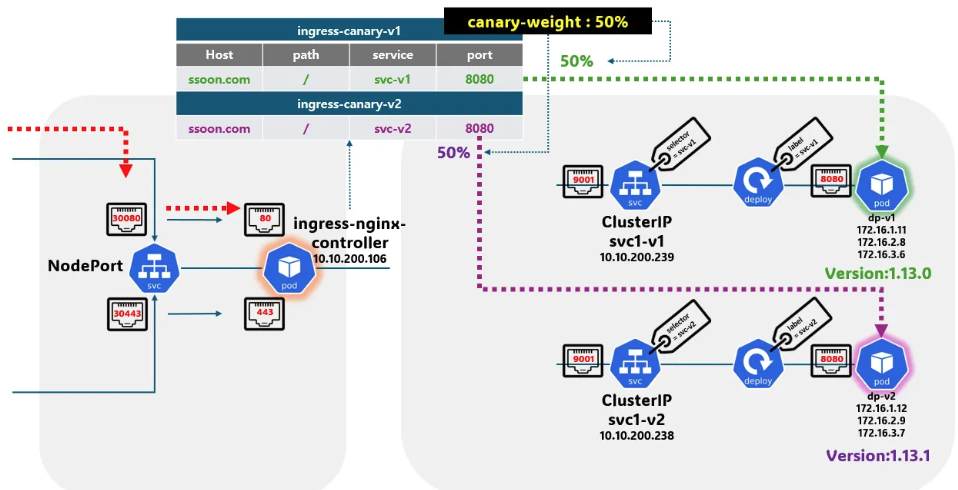 canary-weight : 50%
ingress-canary-v1
Host path service port
ssoon.com / svc-v1 8080
ingress-canary-v2
ssoon.com / svc-v2 8080
50%
50%
30080
80
NodePort
svc
30443
443
ingress-nginx-
controller
10.10.200.106
pod
9001
svc
selector
= svc-v1
ClusterIP
svc1-v1
10.10.200.239
deploy
label
= svc-v1
8080
pod
dp-v1
172.16.1.11
172.16.2.8
172.16.3.6
Version:1.13.0
9001
svc
selector
= svc-v2
ClusterIP
svc1-v2
10.10.200.238
deploy
label
= svc-v2
8080
pod
dp-v2
172.16.1.12
172.16.2.9
172.16.3.7
Version:1.13.1